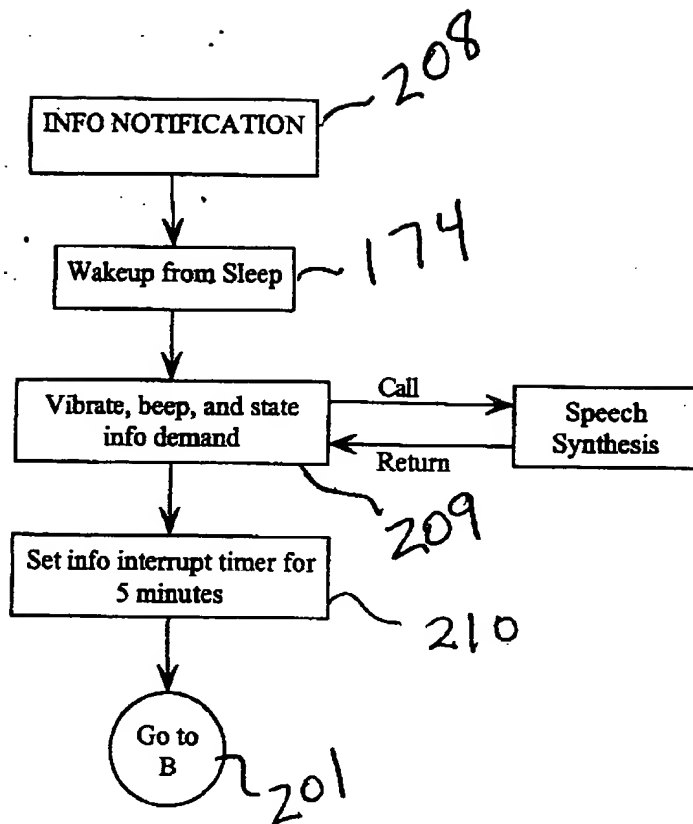 208
INFO NOTIFICATION
174
Wakeup from Sleep
Vibrate, beep, and state
info demand
Call
Return
Speech
Synthesis
209
Set info interrupt timer for
5 minutes
210
Go to
B
201